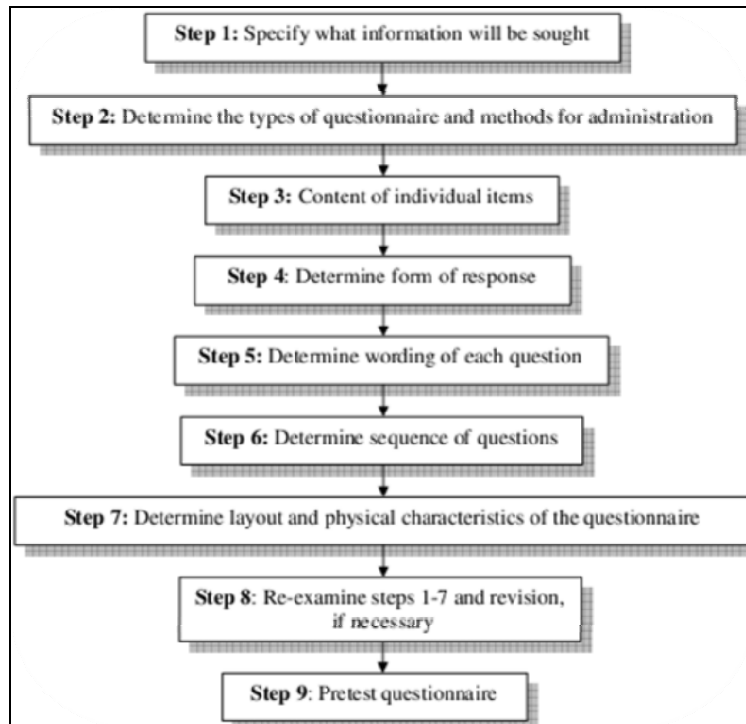 Step 1: Specify what information will be sought
Step 2: Determine the types of questionnaire and methods for administration
Step 3: Content of individual items
Step 4: Determine form of response
Step 5: Determine wording of each question
Step 6: Determine sequence of questions
Step 7: Determine layout and physical characteristics of the questionnaire
Step 8: Re-examine steps 1-7 and revision,
if necessary
Step 9: Pretest questionnaire